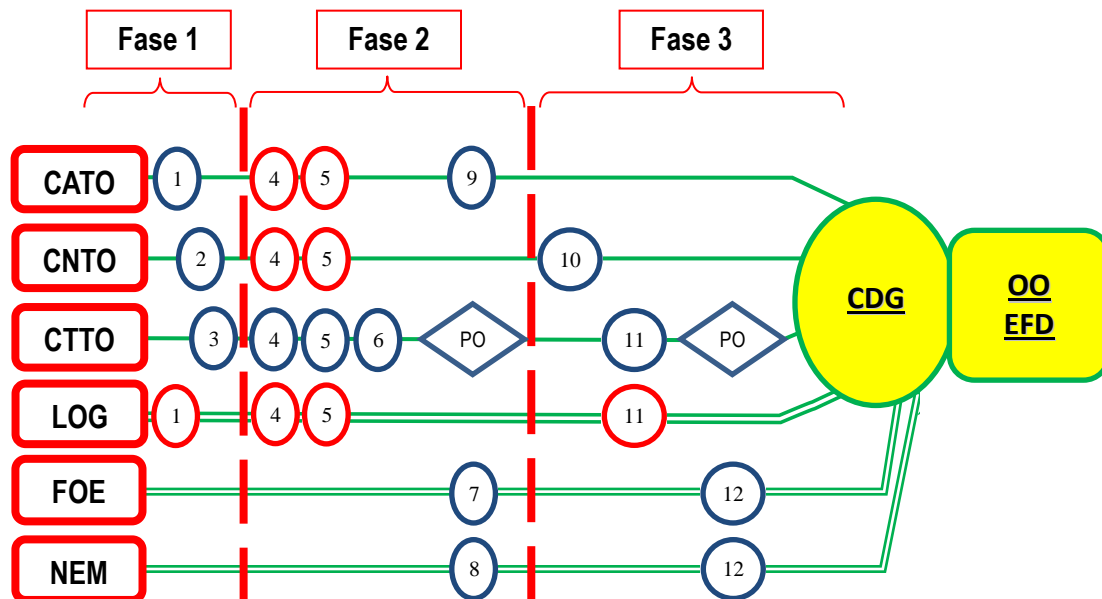 Fase 1 Fase 2 Fase 3
CATO 1 4 5 9
CNTO 2 4 5 10
CTTO 3 4 5 6 PO 11 PO
CDG
OO
EFD
LOG 1 4 5 11
FOE 7 12
NEM 8 12